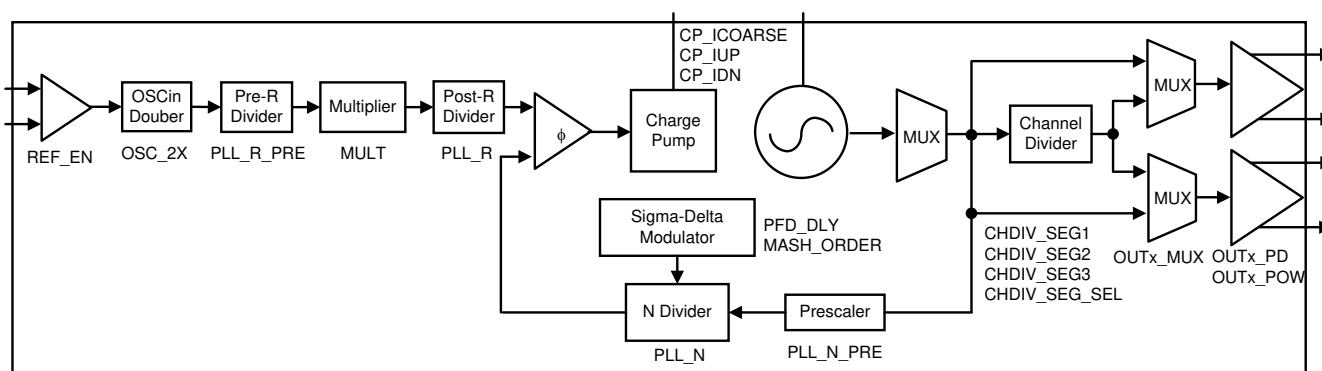 CP_ICOARSE
CP_IUP
CP_IDN
OSCin
Douber
Pre-R
Divider
Multiplier
Post-R
Divider
ϕ
Charge
Pump
MUX
Channel
Divider
MUX
MUX
REF_EN
OSC_2X
PLL_R_PRE
MULT
PLL_R
Sigma-Delta
Modulator
PFD_DLY
MASH_ORDER
CHDIV_SEG1
CHDIV_SEG2
CHDIV_SEG3
CHDIV_SEG_SEL
OUTx_MUX
OUTx_PD
OUTx_POW
N Divider
Prescaler
PLL_N
PLL_N_PRE